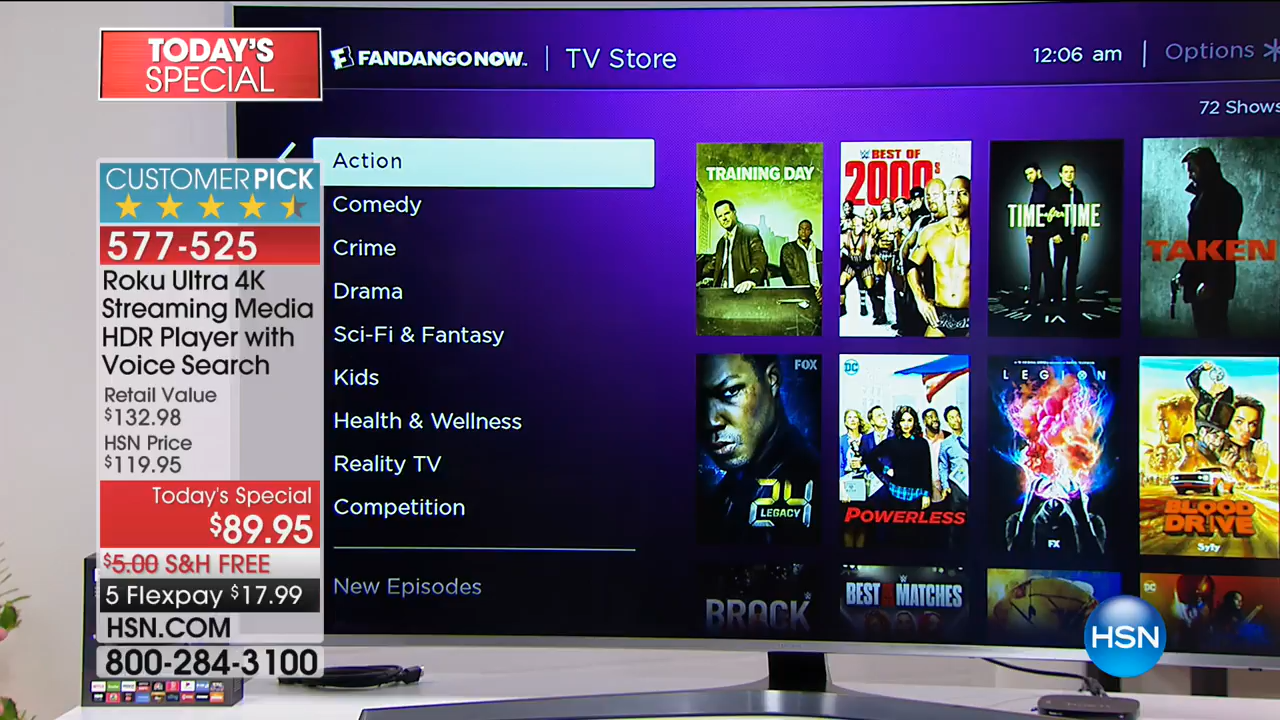 TODAY'S
SPECIAL
CUSTOMER PICK
577-525
Roku Ultra 4K
Streaming Media
HDR Player with
Voice Search
Retail Value
$132.98
HSN Price
$119.95
Today's Special
$89.95
$5.00 S&H FREE
5 Flexpay $17.99
HSN.COM
800-284-3100
FANDANGONOW. | TV Store
12:06 am | Options
72 Shows
Action
Comedy
Crime
Drama
Sci-Fi & Fantasy
Kids
Health & Wellness
Reality TV
Competition
New Episodes
TRAINING DAY
BEST OF
2000's
TIME after TIME
TAKEN
FOX
24
LEGACY
DC
POWERLESS
LEGION
FX
BLOOD
DRIVE
Syfy
BROCK
BEST MATCHES
DC
HSN